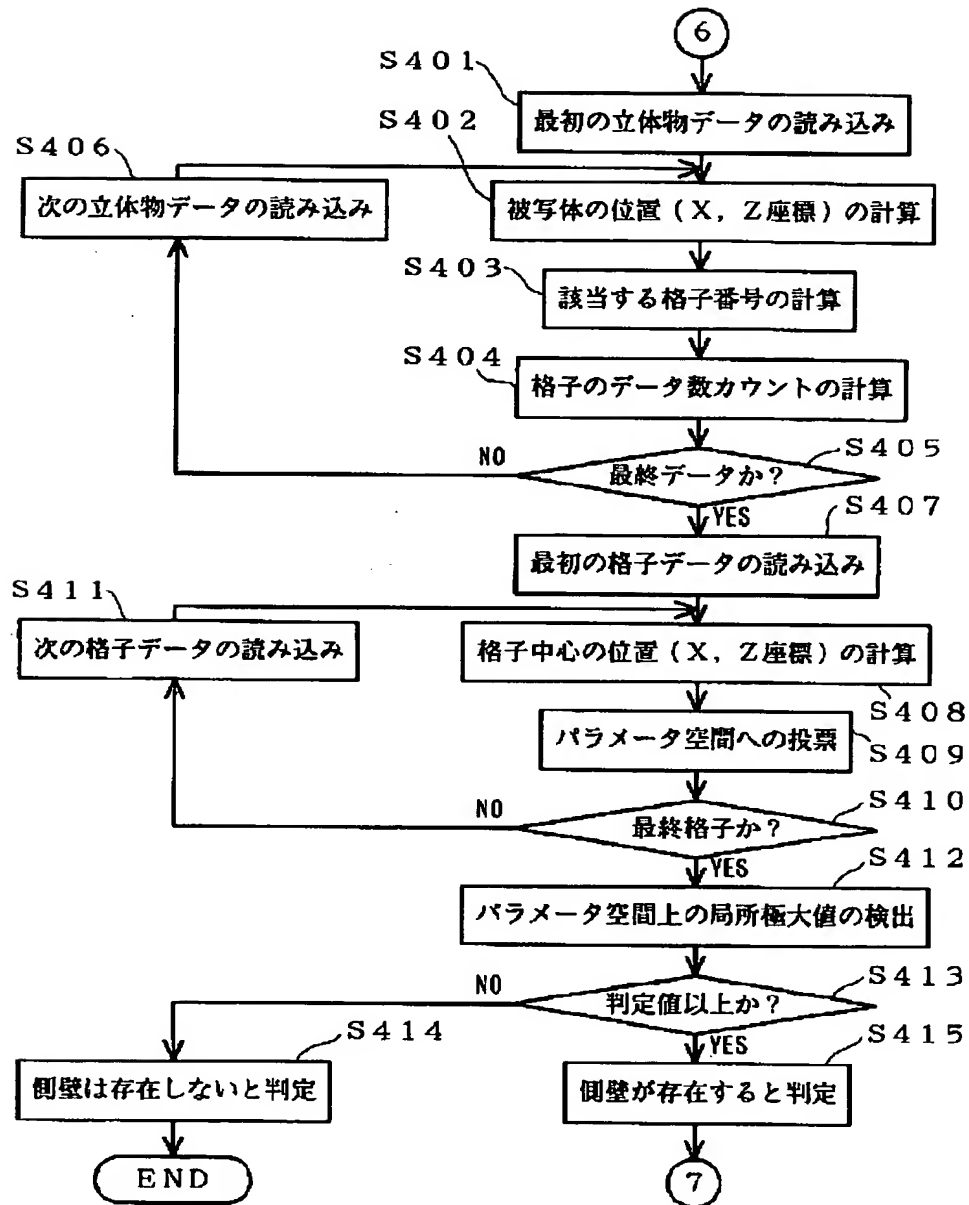 6
S401
最初の立体物データの読み込み
S402
S406
次の立体物データの読み込み
被写体の位置(X,Z座標)の計算
S403
該当する格子番号の計算
S404
格子のデータ数カウントの計算
S405
NO
最終データか?
YES
S407
最初の格子データの読み込み
S411
次の格子データの読み込み
格子中心の位置(X,Z座標)の計算
S408
パラメータ空間への投票
S409
S410
NO
最終格子か?
YES
S412
パラメータ空間上の局所極大値の検出
S413
NO
判定値以上か?
YES
S414
S415
側壁は存在しないと判定
側壁が存在すると判定
END
7